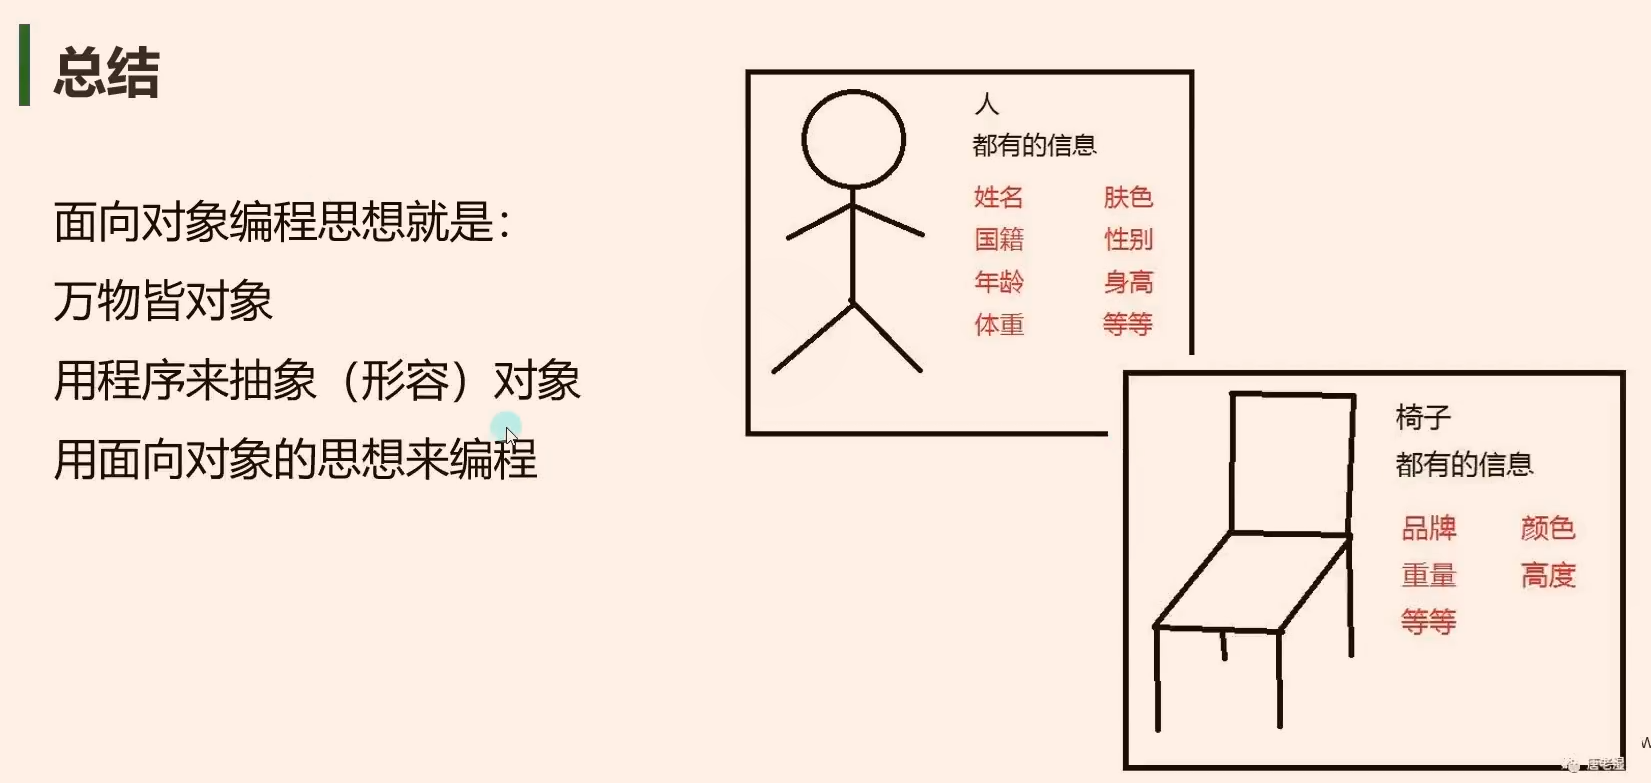 总结
面向对象编程思想就是：
万物皆对象
用程序来抽象（形容）对象
用面向对象的思想来编程
人
都有的信息
姓名 肤色
国籍 性别
年龄 身高
体重 等等
椅子
都有的信息
品牌 颜色
重量 高度
等等
唐老湿